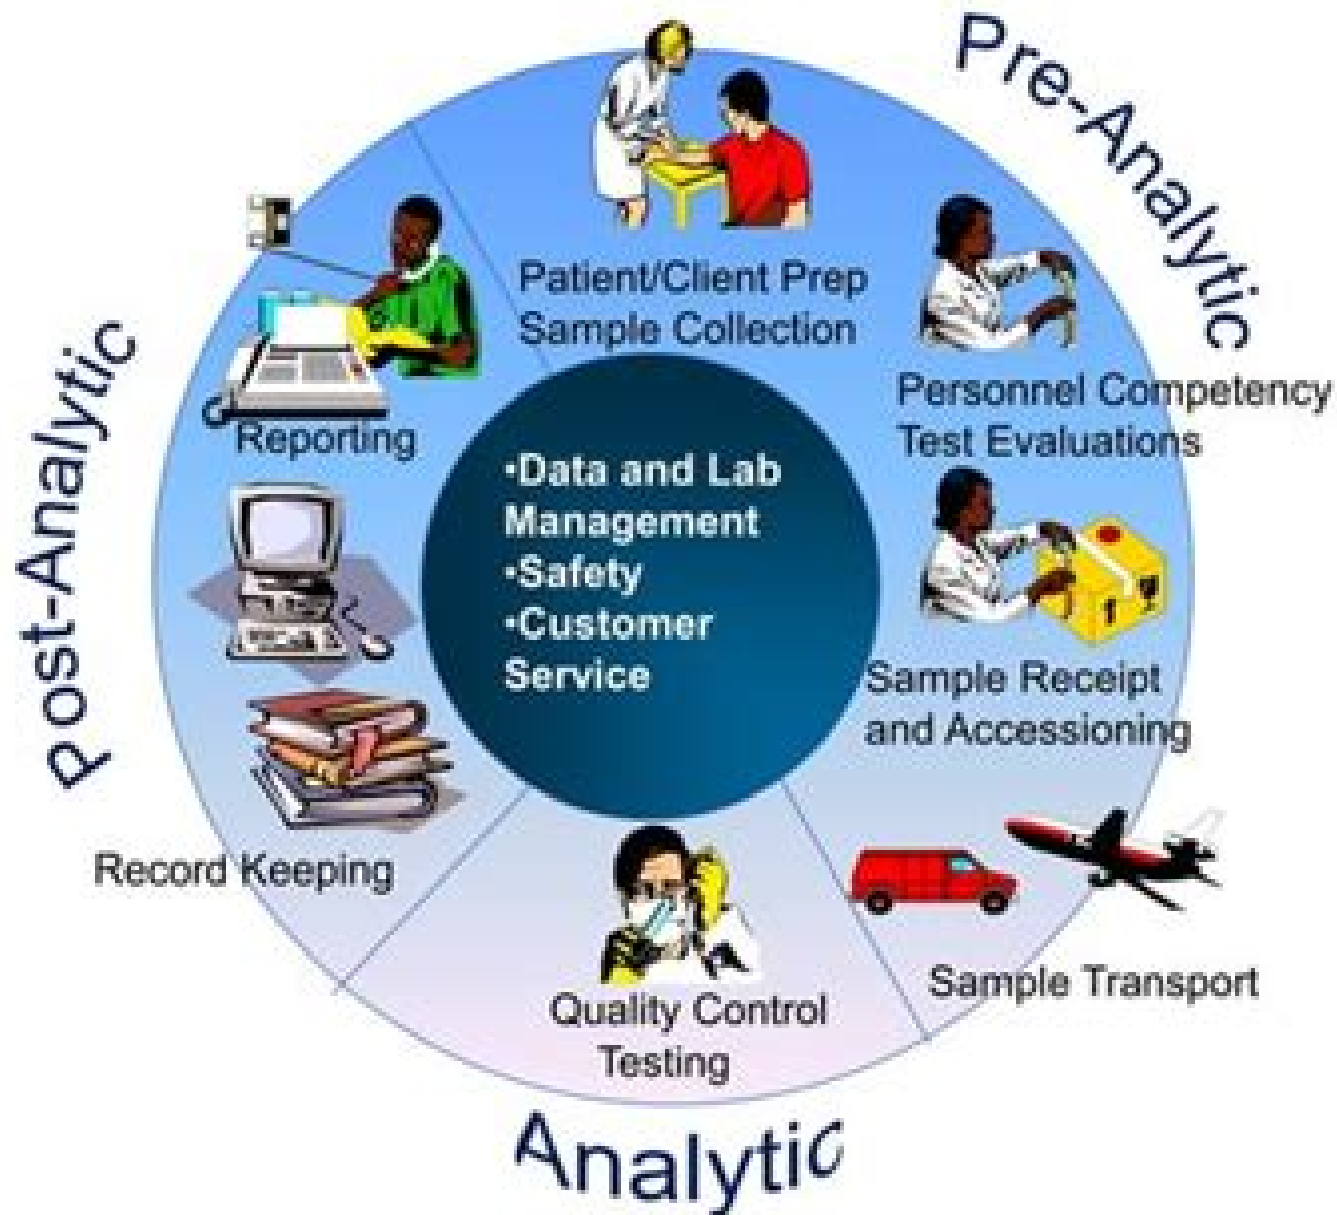 Pre-Analytic
Patient/Client Prep
Sample Collection
Personnel Competency
Test Evaluations
Sample Receipt
and Accessioning
1
Sample Transport
Analytic
Quality Control
Testing
Post-Analytic
Reporting
Record Keeping
•Data and Lab
Management
•Safety
•Customer
Service